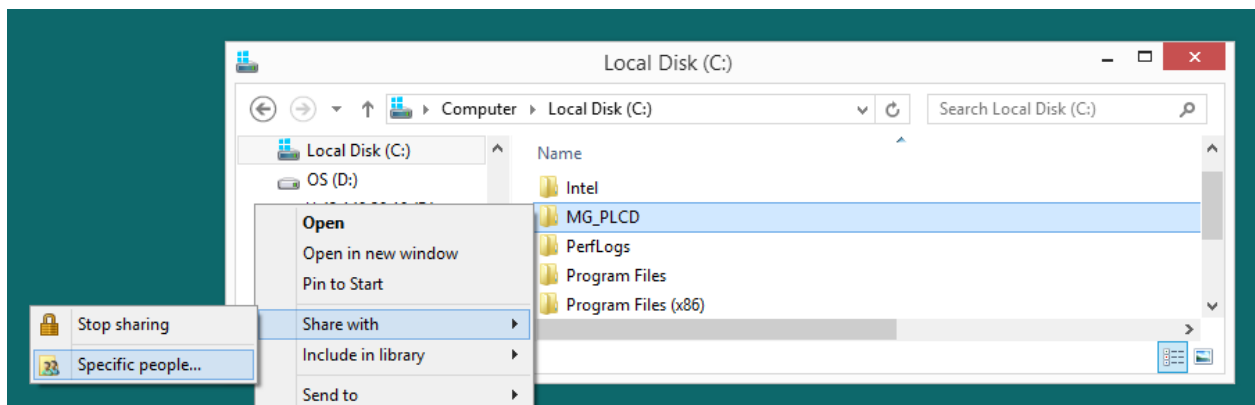 Local Disk (C:)
Computer Local Disk (C:)
Search Local Disk (C:)
Local Disk (C:)
OS (D:)
Name
Intel
MG_PLCD
PerfLogs
Program Files
Program Files (x86)
Open
Open in new window
Pin to Start
Share with
Include in library
Send to
Stop sharing
Specific people...